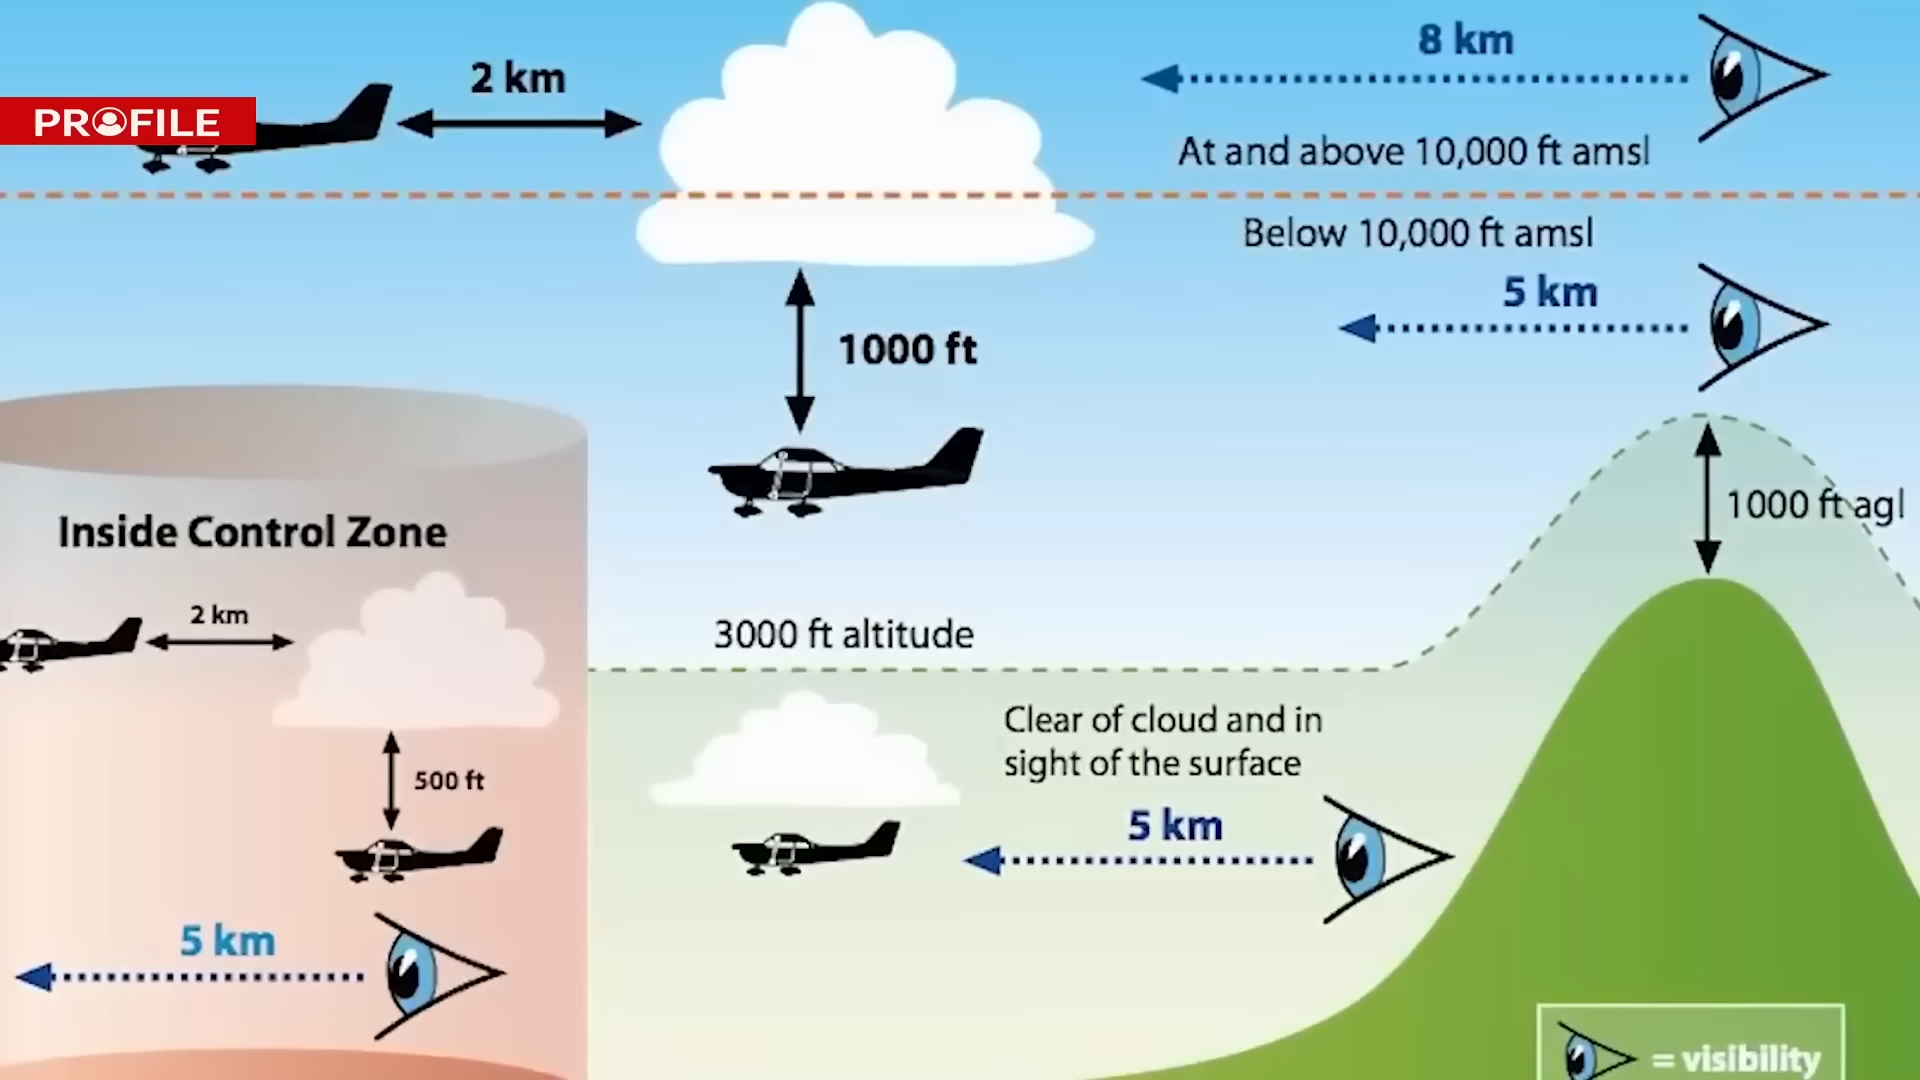 8 km
2 km
PROFILE
At and above 10,000 ft amsl
Below 10,000 ft amsl
5 km
1000 ft
1000 ft agl
Inside Control Zone
2 km
3000 ft altitude
Clear of cloud and in
sight of the surface
500 ft
5 km
5 km
= visibility